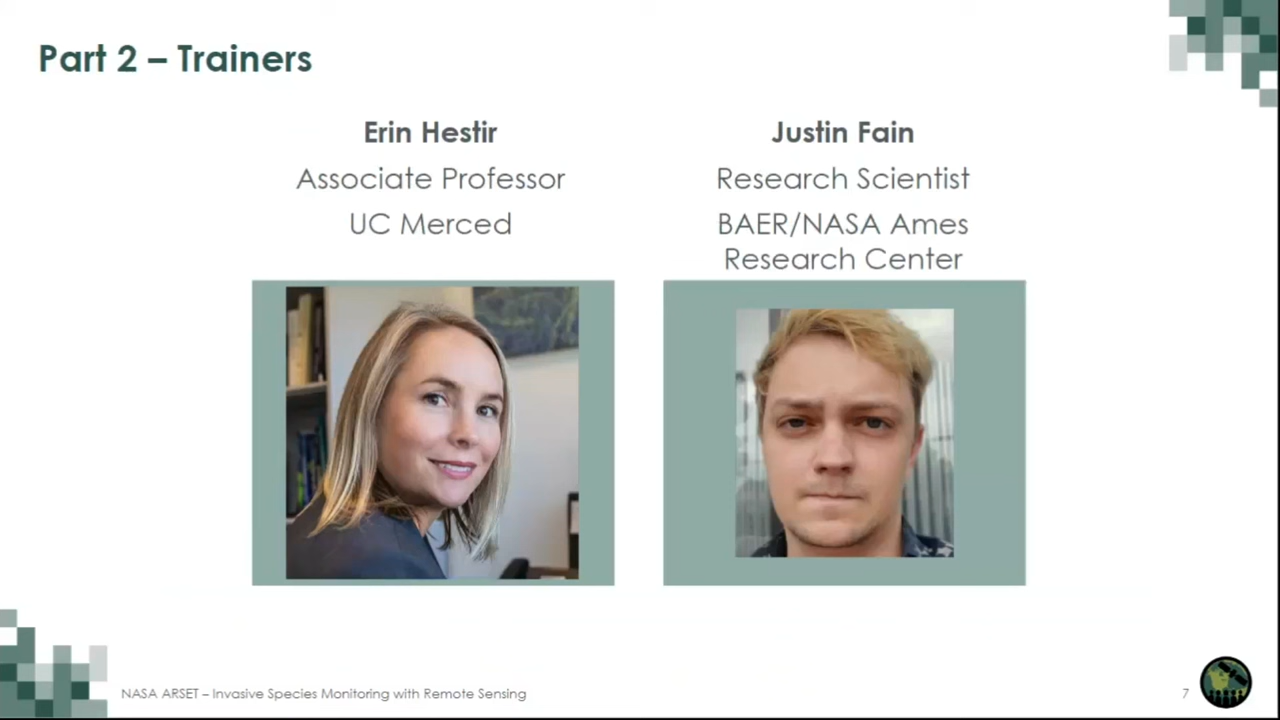 Part 2 – Trainers
Erin Hestir
Associate Professor
UC Merced
Justin Fain
Research Scientist
BAER/NASA Ames
Research Center
NASA ARSET – Invasive Species Monitoring with Remote Sensing
7